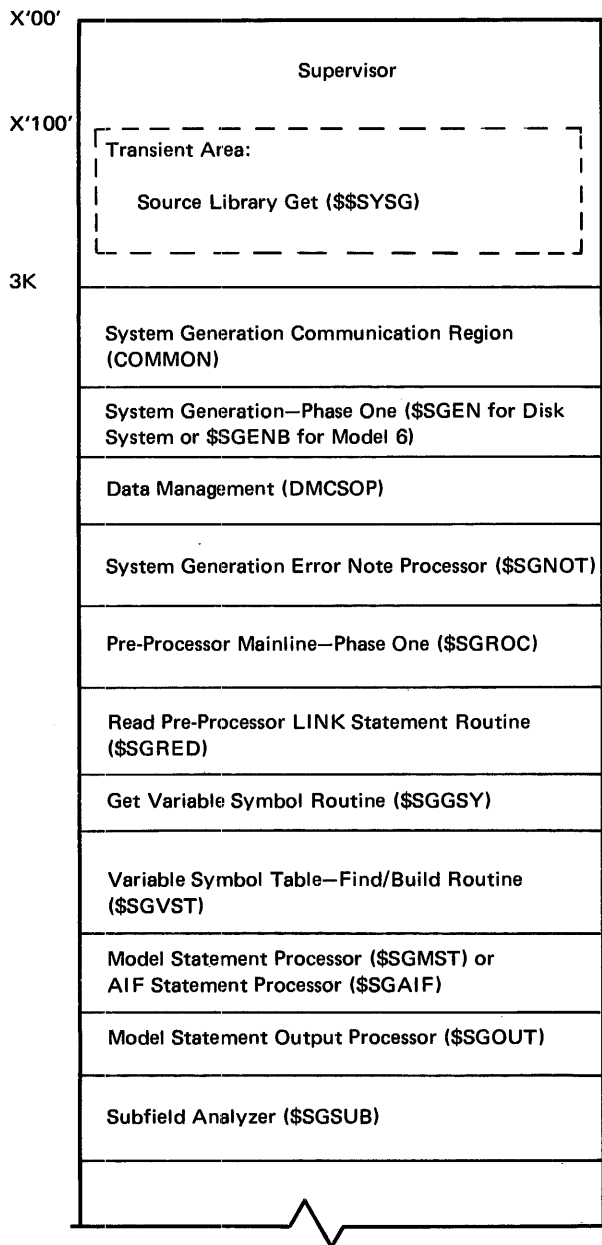 X'00'
Supervisor
X'100'
Transient Area:
Source Library Get ($$SYSG)
3K
System Generation Communication Region
(COMMON)
System Generation—Phase One ($SGEN for Disk
System or $SGENB for Model 6)
Data Management (DMCSOP)
System Generation Error Note Processor ($SGNOT)
Pre-Processor Mainline—Phase One ($SGROC)
Read Pre-Processor LINK Statement Routine
($SGRED)
Get Variable Symbol Routine ($SGGSY)
Variable Symbol Table—Find/Build Routine
($SGVST)
Model Statement Processor ($SGMST) or
AIF Statement Processor ($SGAIF)
Model Statement Output Processor ($SGOUT)
Subfield Analyzer ($SGSUB)